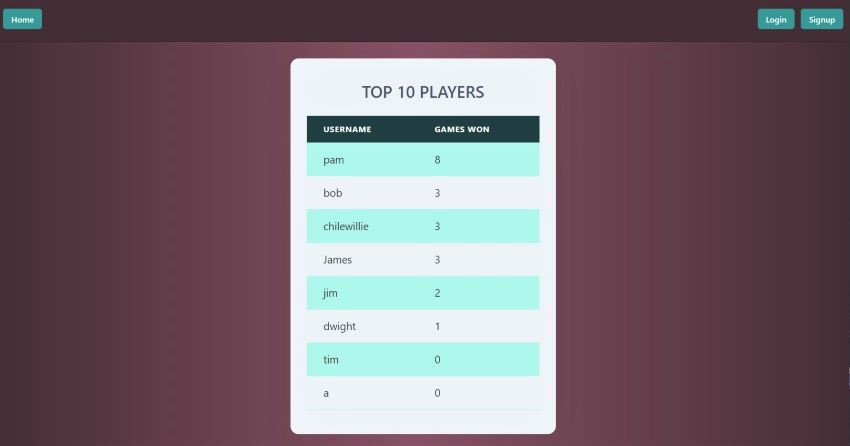 Home
Login Signup
TOP 10 PLAYERS
USERNAME GAMES WON
pam 8
bob 3
chilewillie 3
James 3
jim 2
dwight 1
tim 0
a 0